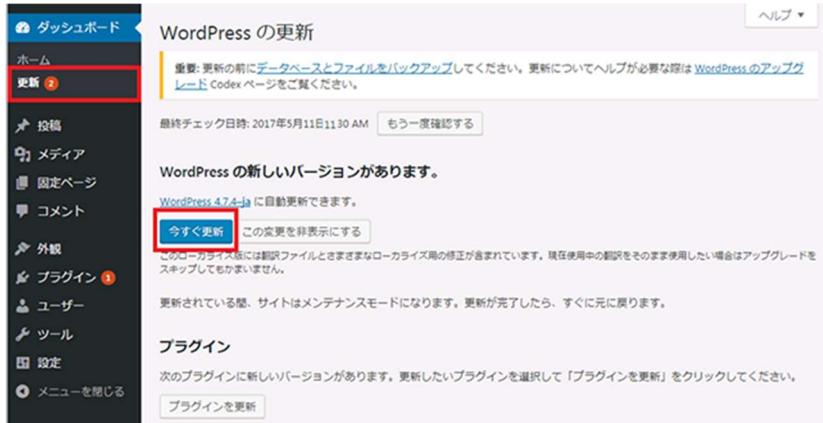 ダッシュボード
ホーム
更新 2
投稿
メディア
固定ページ
コメント
外観
プラグイン 1
ユーザー
ツール
設定
メニューを閉じる
ヘルプ ▼
WordPress の更新
重要: 更新の前にデータベースとファイルをバックアップしてください。更新についてヘルプが必要な際は WordPress のアップグ
レード Codex ページをご覧ください。
最終チェック日時: 2017年5月11日1130 AM もう一度確認する
WordPress の新しいバージョンがあります。
WordPress 4.7.4–ja に自動更新できます。
今すぐ更新 この変更を非表示にする
このローカライズ版には翻訳ファイルとさまざまなローカライズ用の修正が含まれています。現在使用中の翻訳をそのまま使用したい場合はアップグレードを
スキップしてもかまいません。
更新されている間、サイトはメンテナンスモードになります。更新が完了したら、すぐに元に戻ります。
プラグイン
次のプラグインに新しいバージョンがあります。更新したいプラグインを選択して「プラグインを更新」をクリックしてください。
プラグインを更新